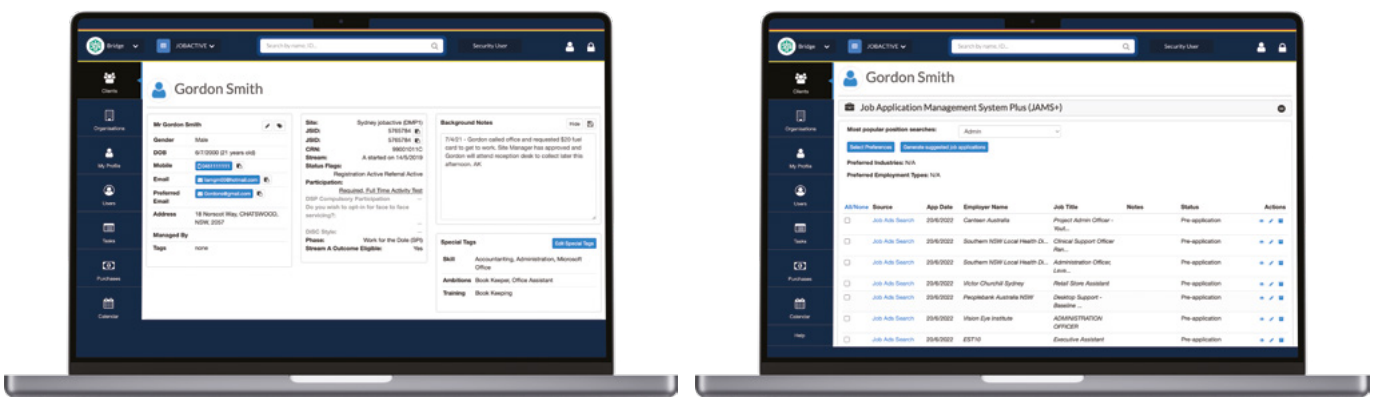 Bridge
JOBACTIVE
Search by name, ID...
Security User
Clients
Organisations
My Profile
Users
Tasks
Purchases
Calendar
Gordon Smith
Mr Gordon Smith
Gender Male
DOB 6/7/2000 (21 years old)
Mobile
Email
Preferred
Email
Address 18 Norscot Way, CHATSWOOD,
NSW, 2057
Managed By
Tags none
Site: Sydney jobactive (DMP1)
JSID: 5765784
JSID: 5765784
CRN:
Stream: A started on 14/5/2019
Status Flags:
Registration Active Referral Active
Participation:
Required, Full Time Activity Test
DSP Compulsory Participation --
Do you wish to opt-in for face to face
servicing?: --
DISC Style: --
Phase: Work for the Dole (SPI)
Stream A Outcome Eligible: Yes
Background Notes Hide
7/4/21 - Gordon called office and requested $20 fuel
card to get to work. Site Manager has approved and
Gordon will attend reception desk to collect later this
afternoon. AK
Special Tags Edit Special Tags
Skill Accountanting, Administration, Microsoft
Office
Ambitions Book Keeper, Office Assistant
Training Book Keeping
Bridge
JOBACTIVE
Search by name, ID...
Security User
Clients
Organisations
My Profile
Users
Tasks
Purchases
Calendar
Help
Gordon Smith
Job Application Management System Plus (JAMS+)
Most popular position searches: Admin
Select Preferences Generate suggested job applications
Preferred Industries: N/A
Preferred Employment Types: N/A
All/None Source App Date Employer Name Job Title Notes Status Actions
Job Ads Search 20/6/2022 Canteen Australia Project Admin Officer - Yout... Pre-application
Job Ads Search 20/6/2022 Southern NSW Local Health Di... Clinical Support Officer Ran... Pre-application
Job Ads Search 20/6/2022 Southern NSW Local Health Di... Administration Officer, Leve... Pre-application
Job Ads Search 20/6/2022 Victor Churchill Sydney Retail Store Assistant Pre-application
Job Ads Search 20/6/2022 Peoplebank Australia NSW Desktop Support - Baseline ... Pre-application
Job Ads Search 20/6/2022 Vision Eye Institute ADMINISTRATION OFFICER Pre-application
Job Ads Search 20/6/2022 EST10 Executive Assistant Pre-application